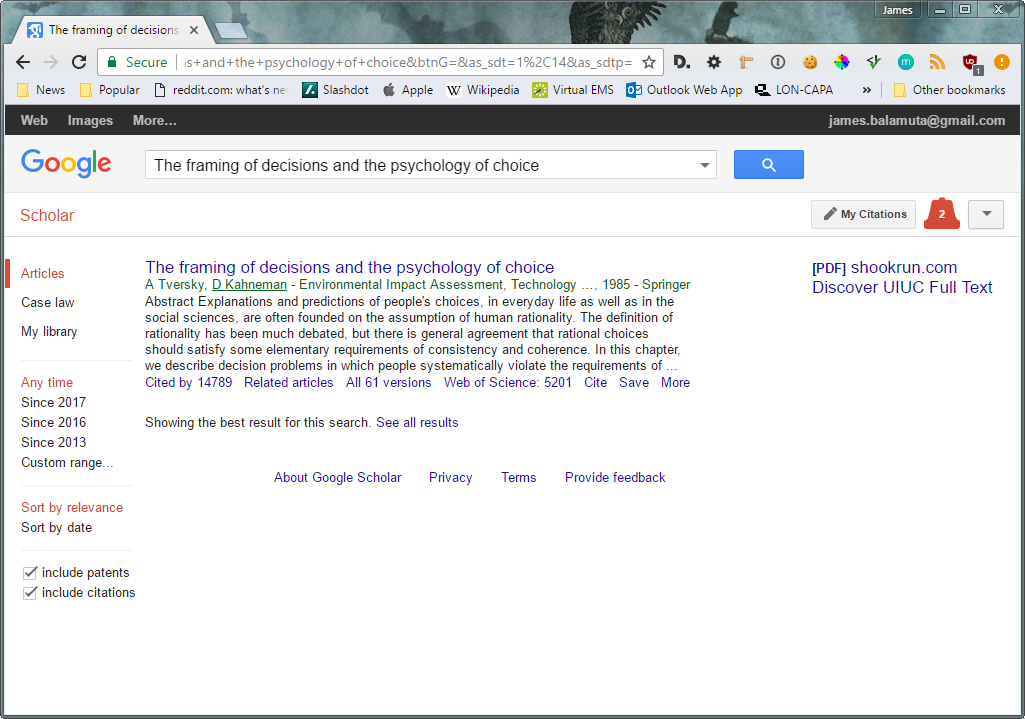 James
The framing of decisions
Secure
s+and+the+psychology+of+choice&btnG=&as_sdt=1%2C14&as_sdtp=
D.
m
1
News
Popular
reddit.com: what's ne
Slashdot
Apple
W Wikipedia
Virtual EMS
Outlook Web App
LON-CAPA
»
Other bookmarks
Web Images More...
james.balamuta@gmail.com
Google
The framing of decisions and the psychology of choice
Scholar
My Citations
2
Articles
Case law
My library
Any time
Since 2017
Since 2016
Since 2013
Custom range...
Sort by relevance
Sort by date
include patents
include citations
The framing of decisions and the psychology of choice
A Tversky, D Kahneman - Environmental Impact Assessment, Technology …, 1985 - Springer
Abstract Explanations and predictions of people's choices, in everyday life as well as in the
social sciences, are often founded on the assumption of human rationality. The definition of
rationality has been much debated, but there is general agreement that rational choices
should satisfy some elementary requirements of consistency and coherence. In this chapter,
we describe decision problems in which people systematically violate the requirements of ...
Cited by 14789 Related articles All 61 versions Web of Science: 5201 Cite Save More
[PDF] shookrun.com
Discover UIUC Full Text
Showing the best result for this search. See all results
About Google Scholar Privacy Terms Provide feedback